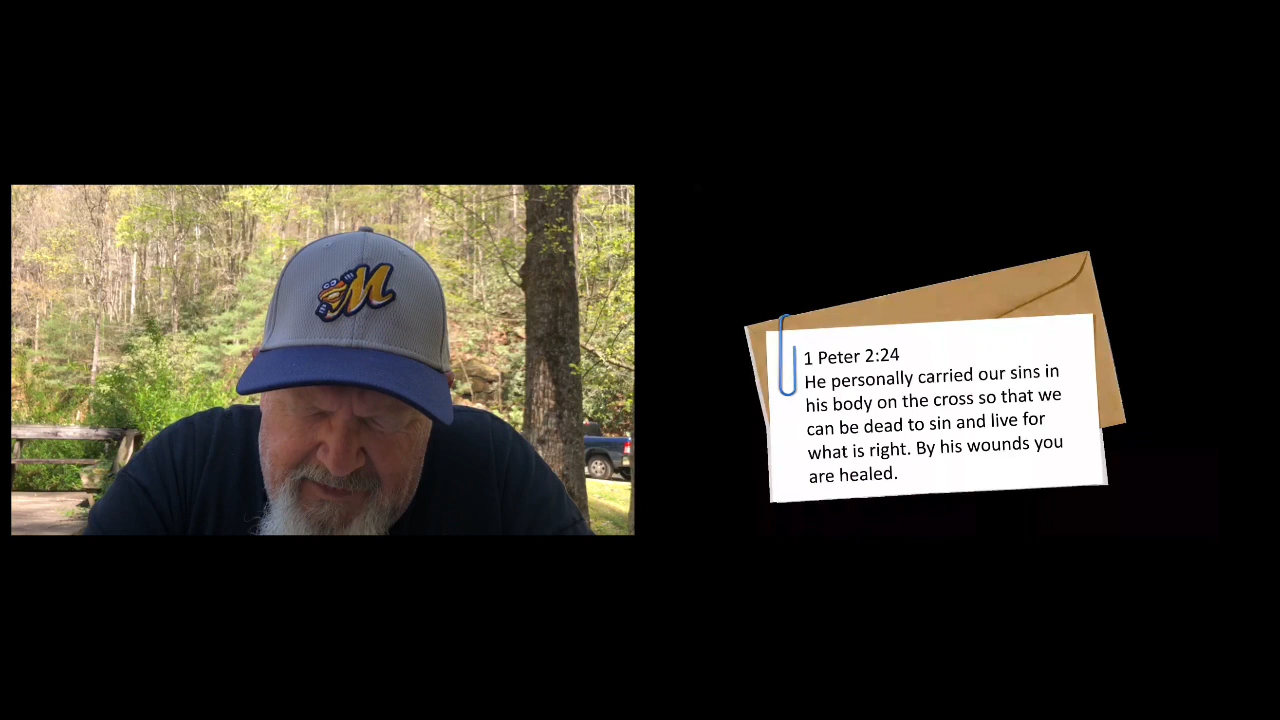 M
1 Peter 2:24
He personally carried our sins in
his body on the cross so that we
can be dead to sin and live for
what is right. By his wounds you
are healed.